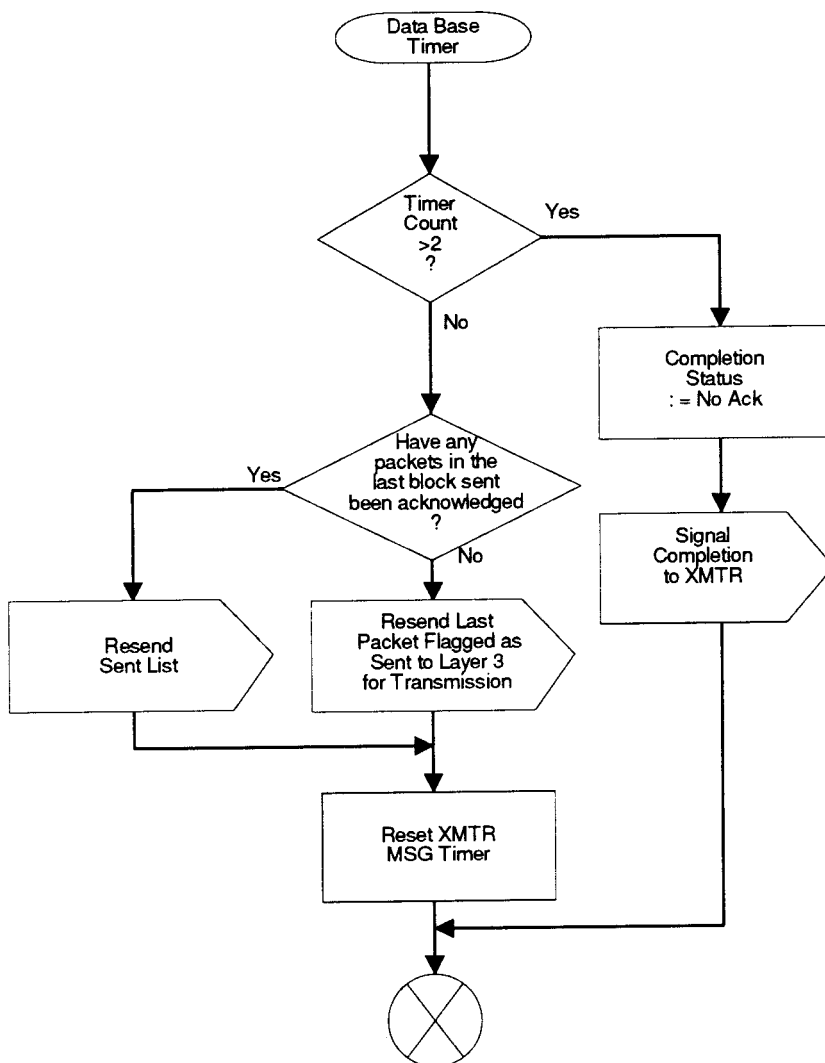 Data Base
Timer
Timer
Count
>2
?
Yes
No
Completion
Status
: = No Ack
Have any
packets in the
last block sent
been acknowledged
?
Yes
No
Signal
Completion
to XMTR
Resend
Sent List
Resend Last
Packet Flagged as
Sent to Layer 3
for Transmission
Reset XMTR
MSG Timer